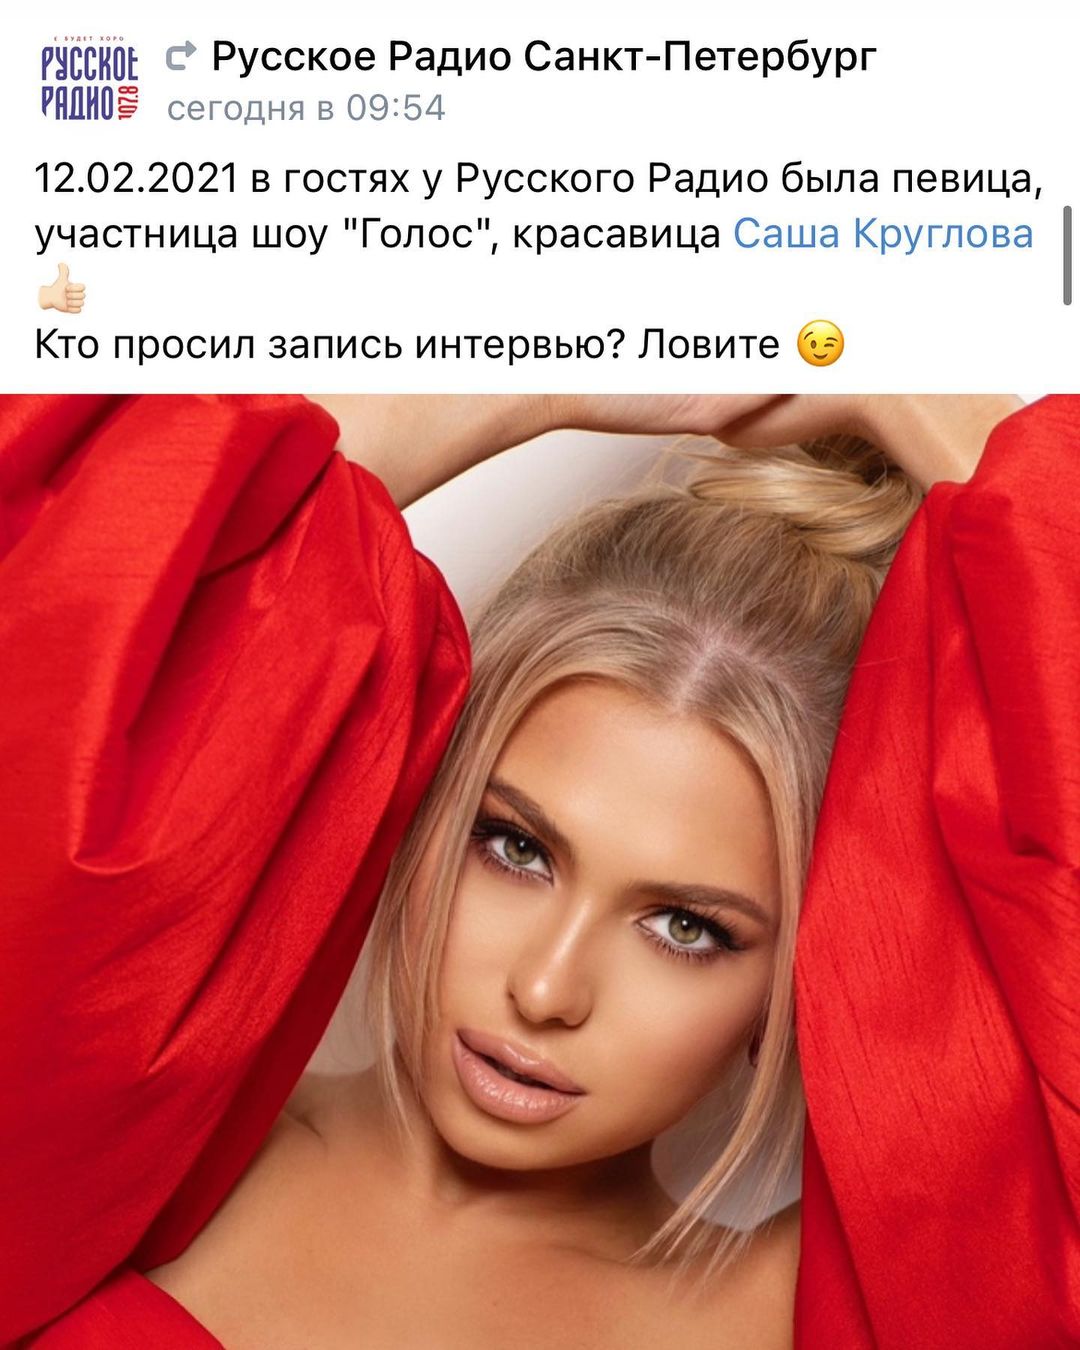 Е БУДЕТ ХОРО
РУССКОЕ
РАДИО 107.8
Русское Радио Санкт-Петербург
сегодня в 09:54
12.02.2021 в гостях у Русского Радио была певица,
участница шоу "Голос", красавица Саша Круглова
👍🏻
Кто просил запись интервью? Ловите 😉